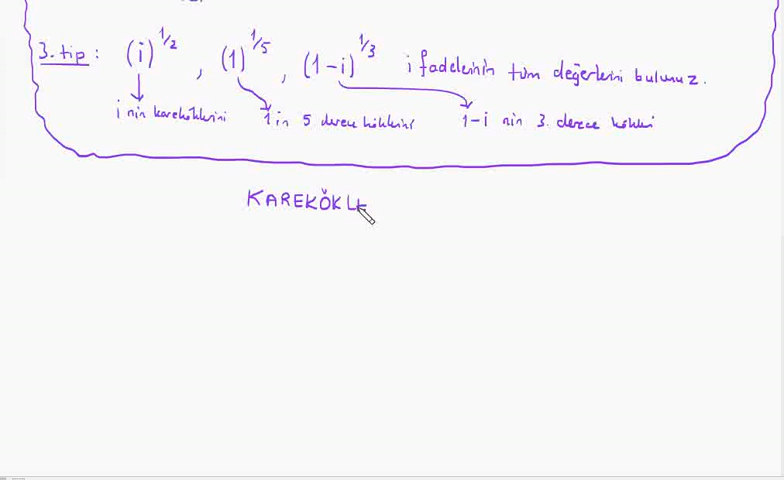 3. tip : (i)^1/2 , (1)^1/5 , (1-i)^1/3 ifadelerinin tüm değerlerini bulunuz.
i nin kareköklerini 1 in 5 derece köklerini 1-i nin 3. derece kökleri
KAREKÖKLE